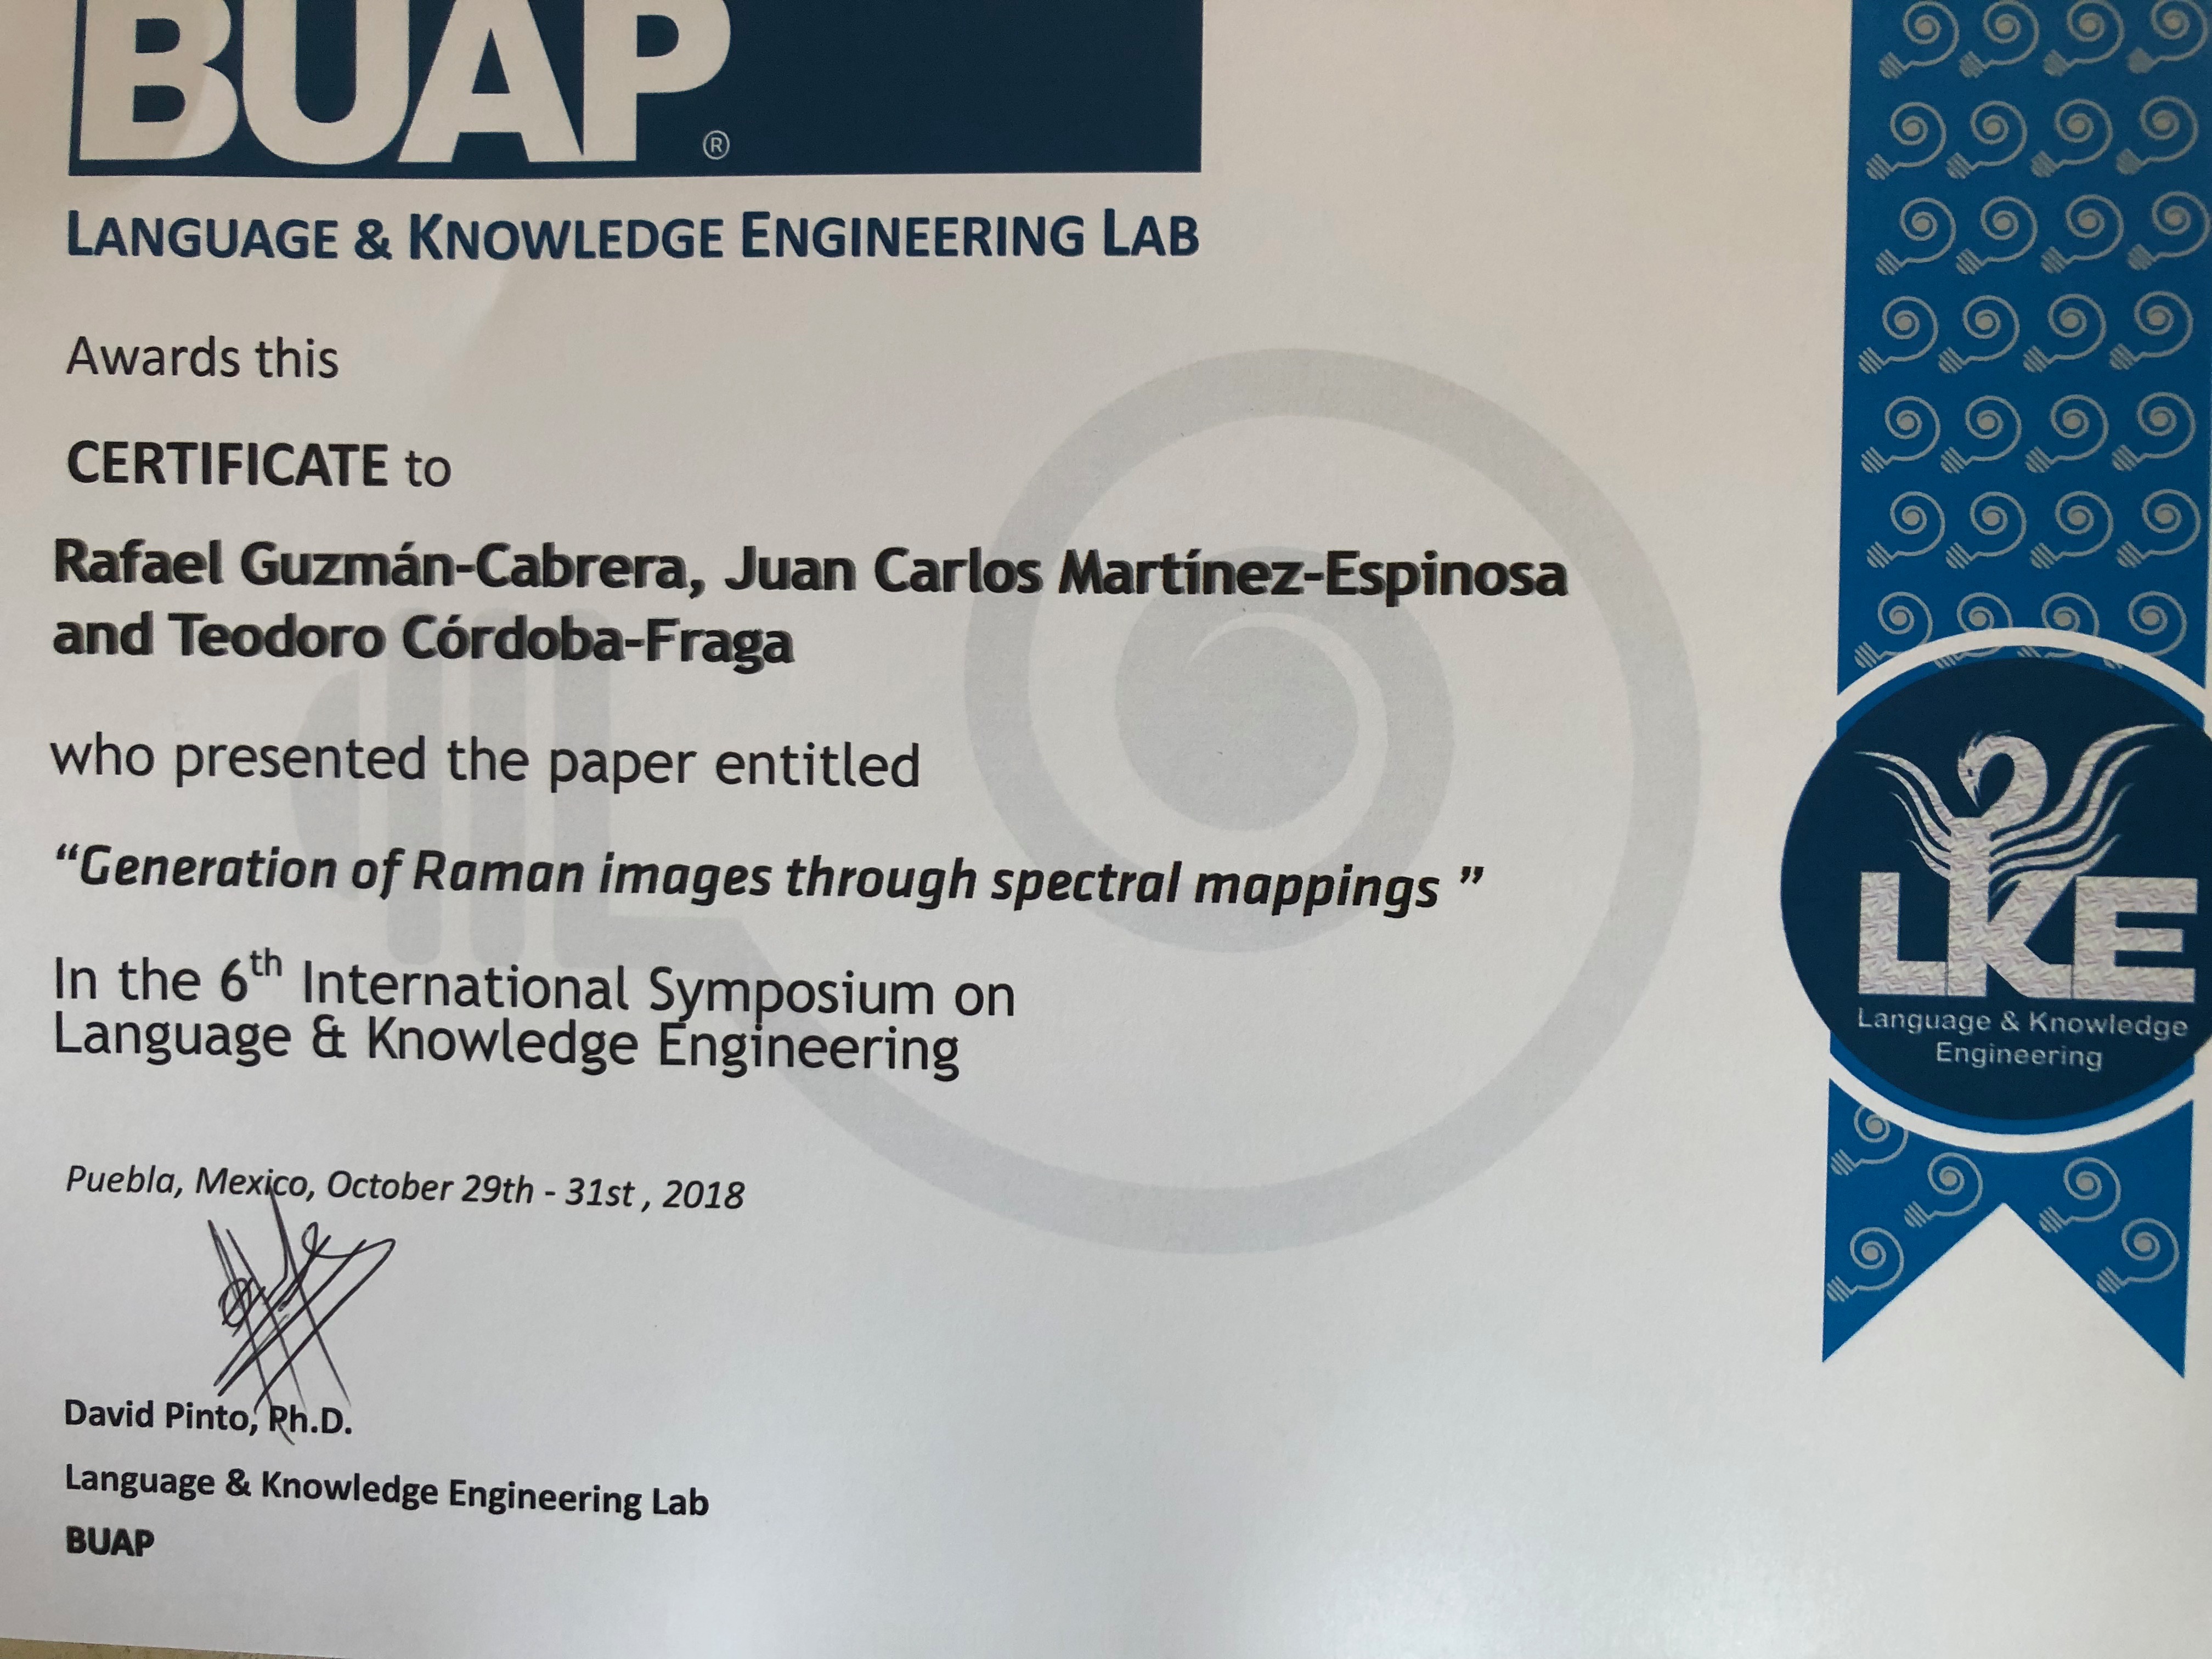 BUAP ®
LANGUAGE & KNOWLEDGE ENGINEERING LAB
Awards this
CERTIFICATE to
Rafael Guzmán-Cabrera, Juan Carlos Martínez-Espinosa
and Teodoro Córdoba-Fraga
who presented the paper entitled
“Generation of Raman images through spectral mappings ”
In the 6th International Symposium on
Language & Knowledge Engineering
Puebla, Mexico, October 29th - 31st , 2018
David Pinto, Ph.D.
Language & Knowledge Engineering Lab
BUAP
LKE
Language & Knowledge
Engineering